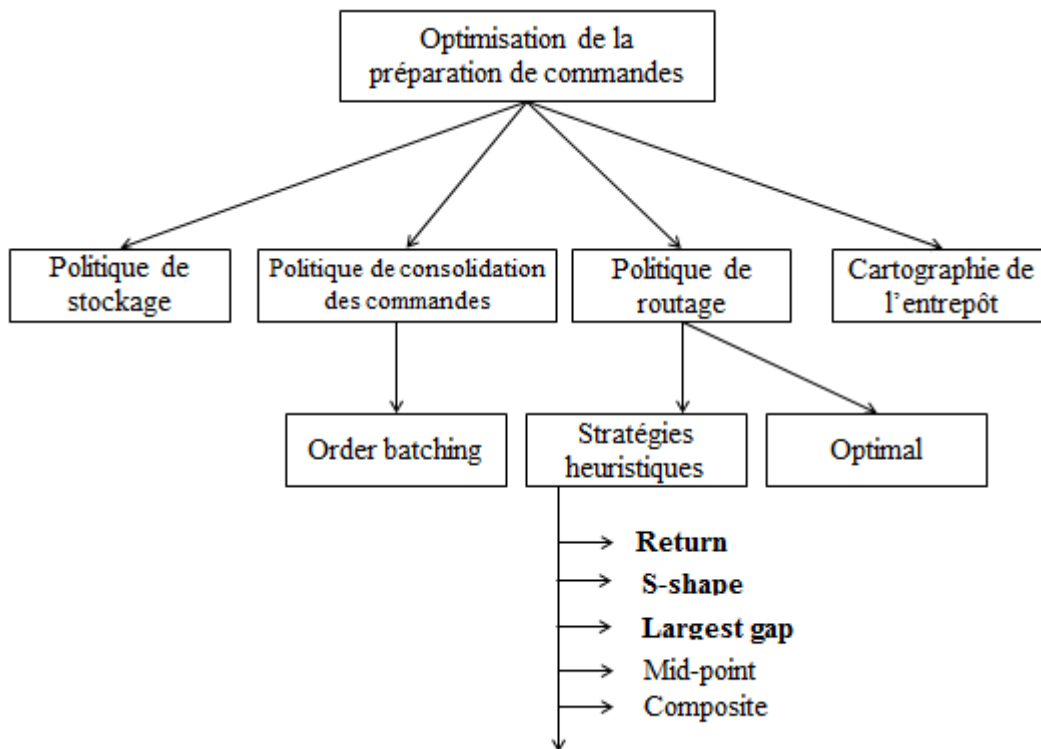 Optimisation de la
préparation de commandes
Politique de
stockage
Politique de consolidation
des commandes
Politique de
routage
Cartographie de
l’entrepôt
Order batching
Stratégies
heuristiques
Optimal
Return
S-shape
Largest gap
Mid-point
Composite